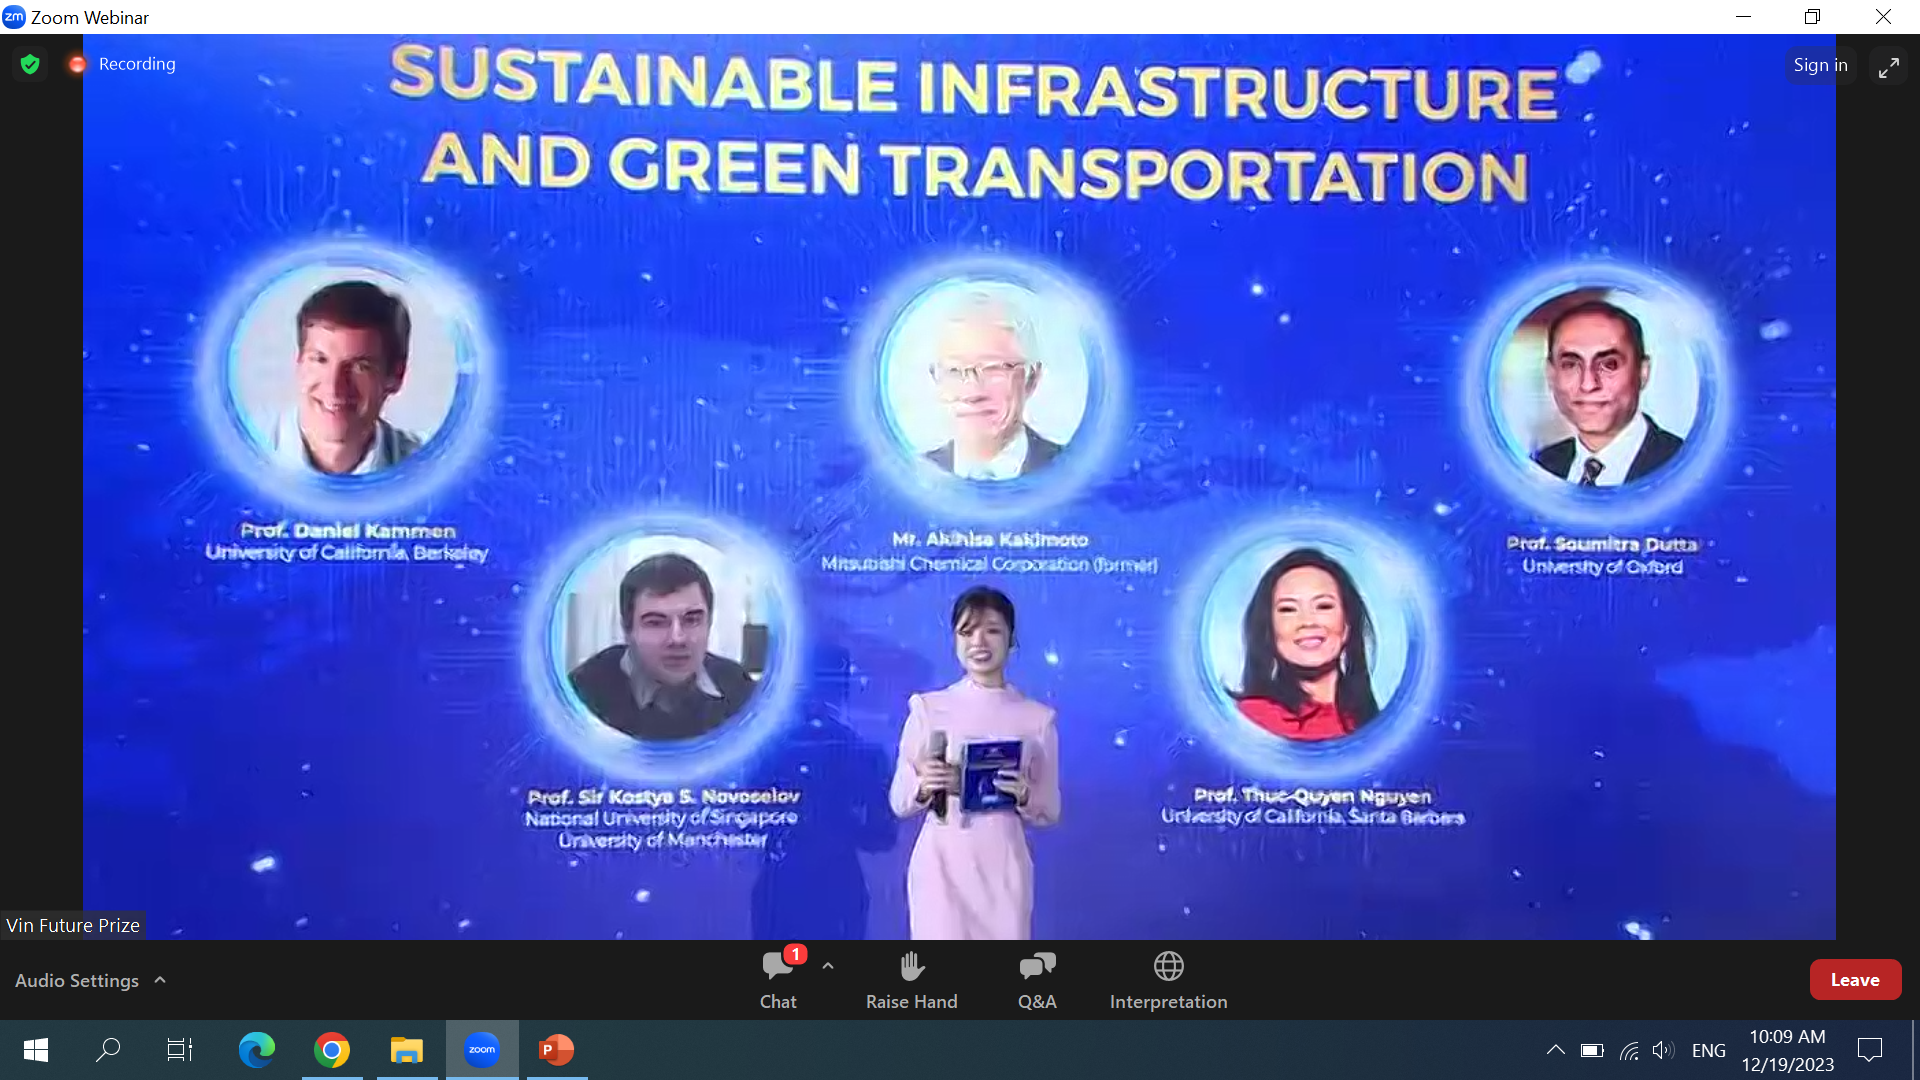 zm Zoom Webinar
Recording
Sign in
SUSTAINABLE INFRASTRUCTURE
AND GREEN TRANSPORTATION
Prof. Daniel Kammen
University of California, Berkeley
Mr. Akihisa Kakimoto
Mitsubishi Chemical Corporation (former)
Prof. Soumitra Dutta
University of Oxford
Prof. Sir Kostya S. Novoselov
National University of Singapore
University of Manchester
Prof. Thuc-Quyen Nguyen
University of California, Santa Barbara
Vin Future Prize
Audio Settings
1
Chat
Raise Hand
Q&A
Interpretation
Leave
zoom
P
ENG
10:09 AM
12/19/2023